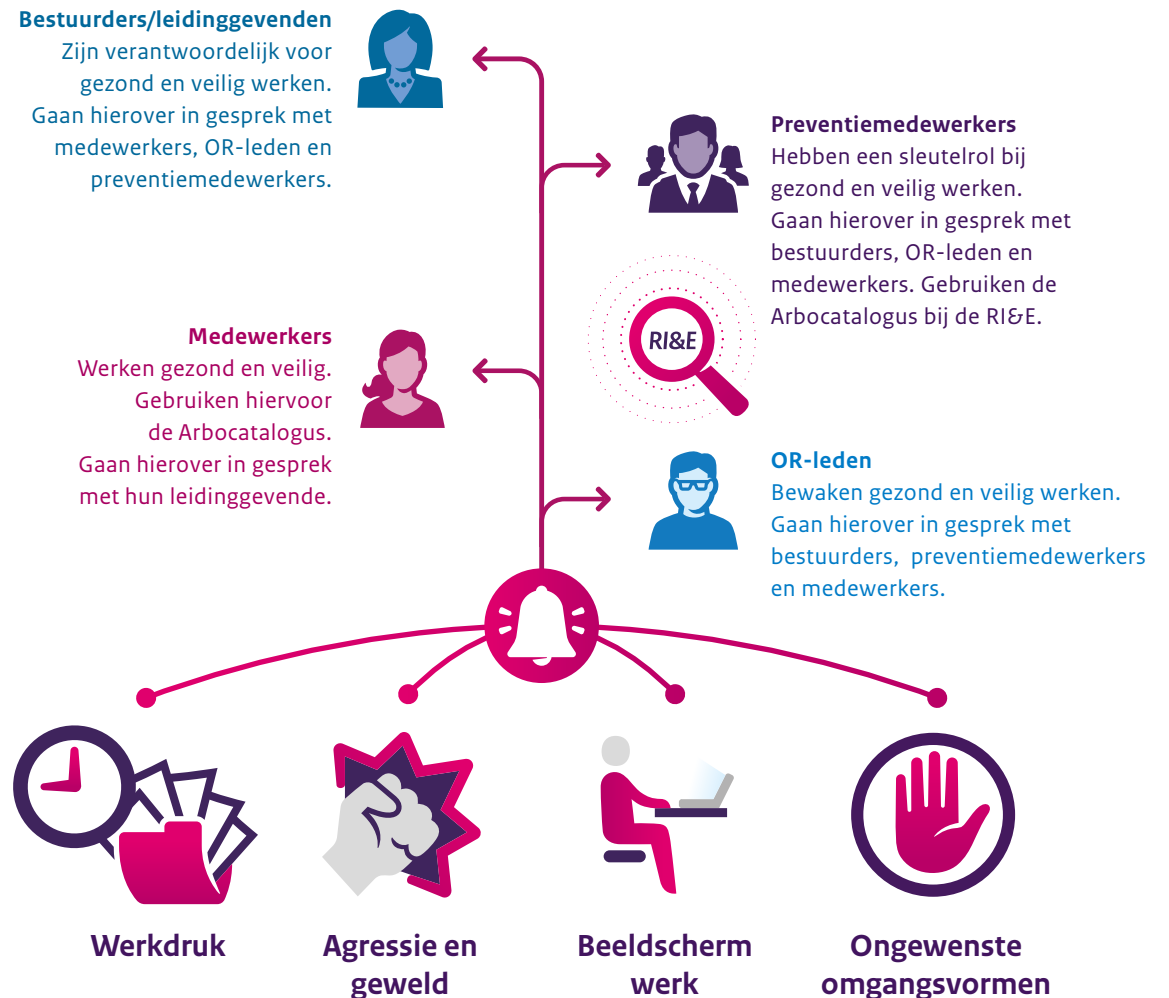 Bestuurders/leidinggevenden
Zijn verantwoordelijk voor
gezond en veilig werken.
Gaan hierover in gesprek met
medewerkers, OR-leden en
preventiemedewerkers.
Preventiemedewerkers
Hebben een sleutelrol bij
gezond en veilig werken.
Gaan hierover in gesprek met
bestuurders, OR-leden en
medewerkers. Gebruiken de
Arbocatalogus bij de RI&E.
RI&E
Medewerkers
Werken gezond en veilig.
Gebruiken hiervoor
de Arbocatalogus.
Gaan hierover in gesprek
met hun leidinggevende.
OR-leden
Bewaken gezond en veilig werken.
Gaan hierover in gesprek met
bestuurders, preventiemedewerkers
en medewerkers.
Werkdruk
Agressie en
geweld
Beeldscherm
werk
Ongewenste
omgangsvormen